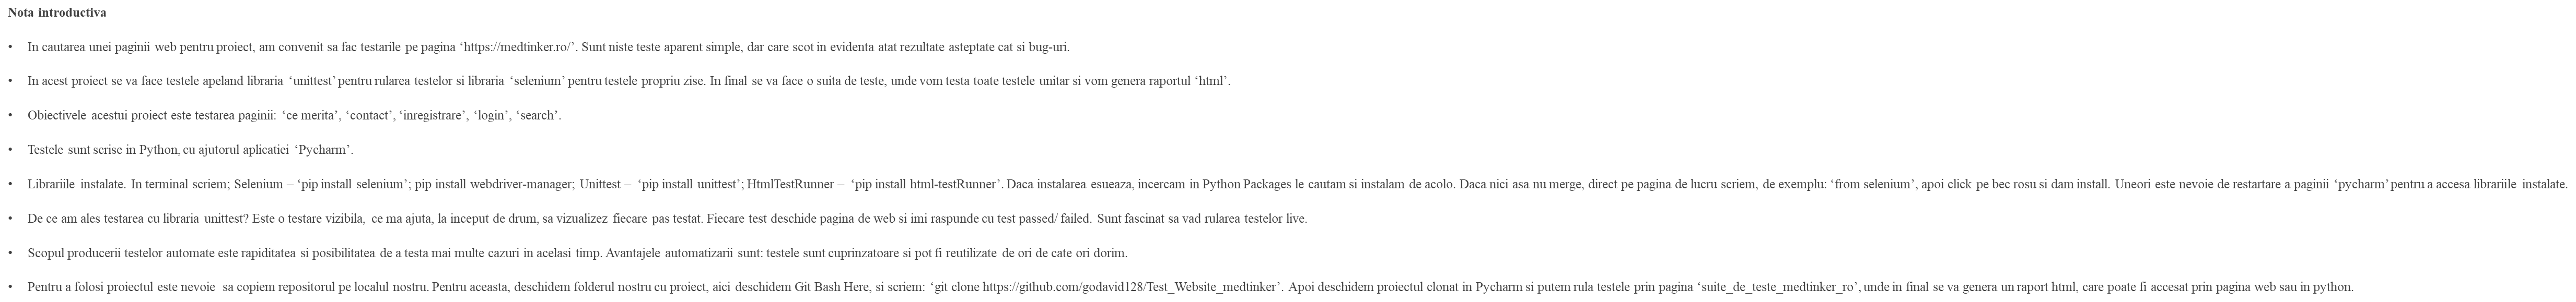 Nota introductiva
• In cautarea unei paginii web pentru proiect, am convenit sa fac testarile pe pagina ‘https://medtinker.ro/’. Sunt niste teste aparent simple, dar care scot in evidenta atat rezultate asteptate cat si bug-uri.
• In acest proiect se va face testele apeland libraria ‘unittest’ pentru rularea testelor si libraria ‘selenium’ pentru testele propriu zise. In final se va face o suita de teste, unde vom testa toate testele unitar si vom genera raportul ‘html’.
• Obiectivele acestui proiect este testarea paginii: ‘ce merita’, ‘contact’, ‘inregistrare’, ‘login’, ‘search’.
• Testele sunt scrise in Python, cu ajutorul aplicatiei ‘Pycharm’.
• Librariile instalate. In terminal scriem; Selenium – ‘pip install selenium’; pip install webdriver-manager; Unittest – ‘pip install unittest’; HtmlTestRunner – ‘pip install html-testRunner’. Daca instalarea esueaza, incercam in Python Packages le cautam si instalam de acolo. Daca nici asa nu merge, direct pe pagina de lucru scriem, de exemplu: ‘from selenium’, apoi click pe bec rosu si dam install. Uneori este nevoie de restartare a paginii ‘pycharm’ pentru a accesa librariile instalate.
• De ce am ales testarea cu libraria unittest? Este o testare vizibila, ce ma ajuta, la inceput de drum, sa vizualizez fiecare pas testat. Fiecare test deschide pagina de web si imi raspunde cu test passed/ failed. Sunt fascinat sa vad rularea testelor live.
• Scopul producerii testelor automate este rapiditatea si posibilitatea de a testa mai multe cazuri in acelasi timp. Avantajele automatizarii sunt: testele sunt cuprinzatoare si pot fi reutilizate de ori de cate ori dorim.
• Pentru a folosi proiectul este nevoie sa copiem repositorul pe localul nostru. Pentru aceasta, deschidem folderul nostru cu proiect, aici deschidem Git Bash Here, si scriem: ‘git clone https://github.com/godavid128/Test_Website_medtinker’. Apoi deschidem proiectul clonat in Pycharm si putem rula testele prin pagina ‘suite_de_teste_medtinker_ro’, unde in final se va genera un raport html, care poate fi accesat prin pagina web sau in python.